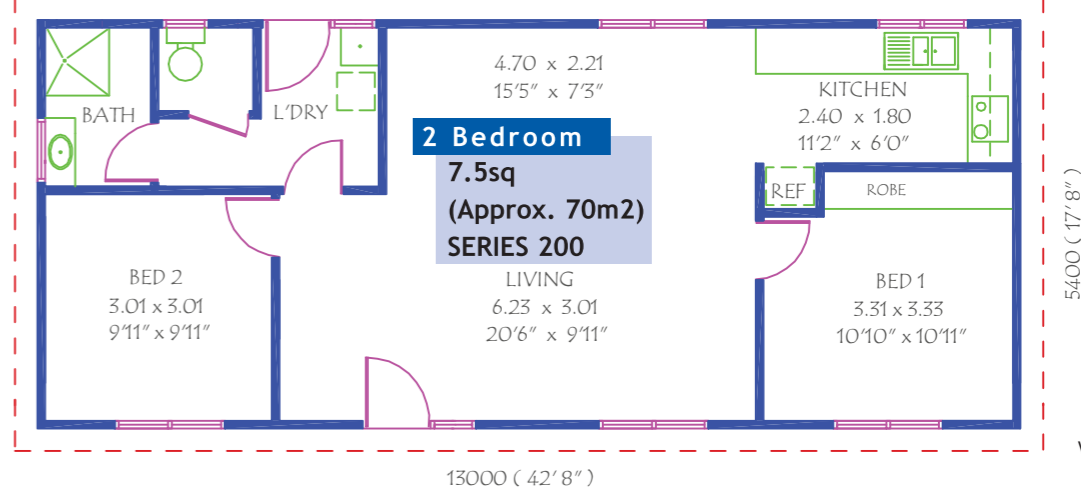 BATH
L'DRY
4.70 x 2.21
15'5" x 7'3"
KITCHEN
2.40 x 1.80
11'2" x 6'0"
2 Bedroom
7.5sq
(Approx. 70m2)
SERIES 200
REF
ROBE
BED 2
3.01 x 3.01
9'11" x 9'11"
LIVING
6.23 x 3.01
20'6" x 9'11"
BED 1
3.31 x 3.33
10'10" x 10'11"
5400 ( 17' 8" )
13000 ( 42' 8" )